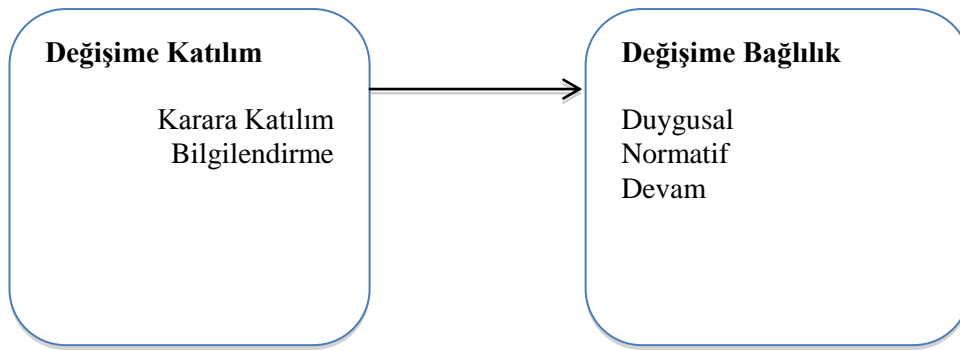 Değişime Katılım
Karara Katılım
Bilgilendirme
Değişime Bağlılık
Duygusal
Normatif
Devam